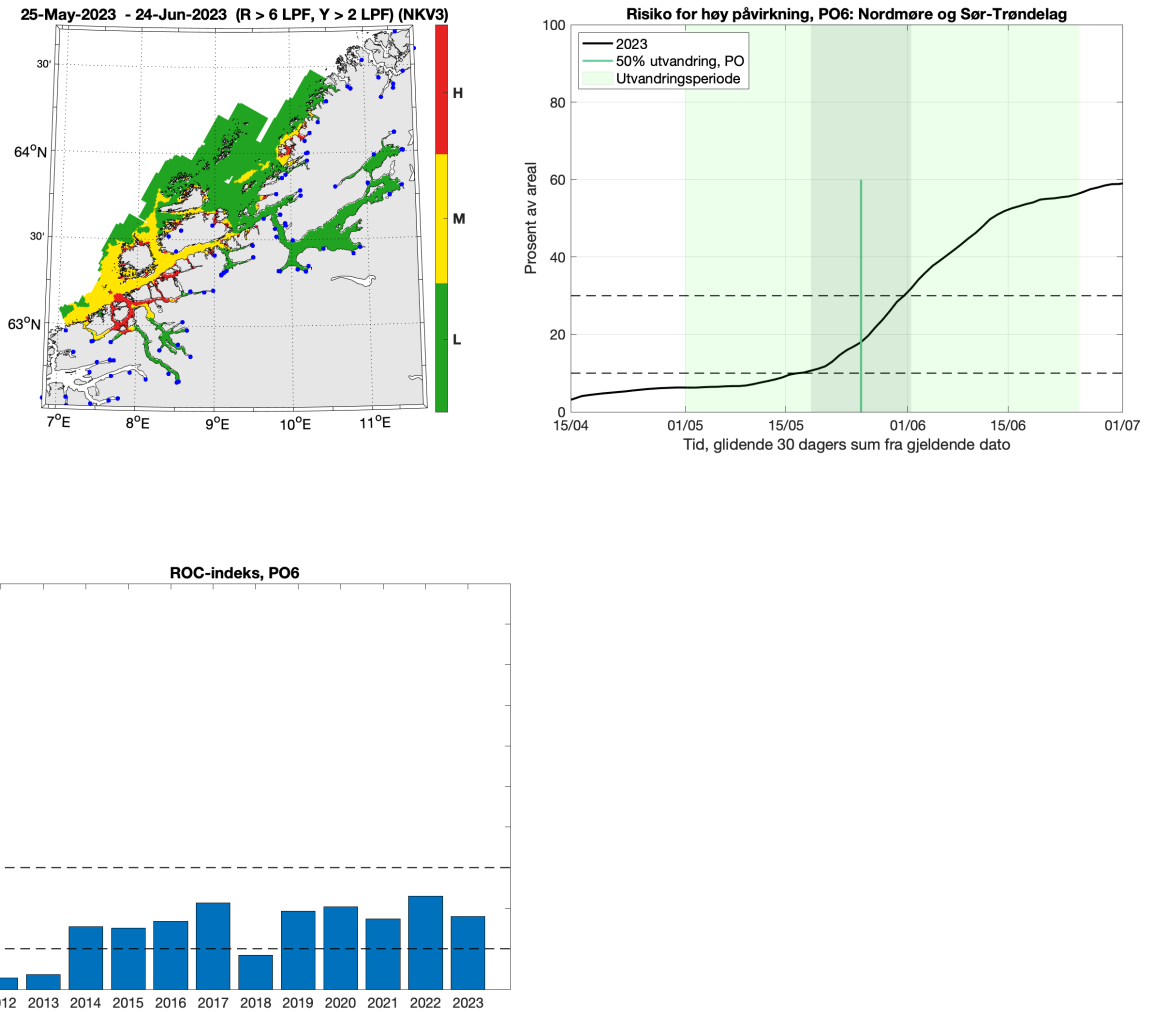 25-May-2023 - 24-Jun-2023 (R > 6 LPF, Y > 2 LPF) (NKV3)
30'
64°N
30'
63°N
7°E
8°E
9°E
10°E
11°E
H
M
L
Risiko for høy påvirkning, PO6: Nordmøre og Sør-Trøndelag
2023
50% utvandring, PO
Utvandringsperiode
Prosent av areal
100
80
60
40
20
0
15/04
01/05
15/05
01/06
15/06
01/07
Tid, glidende 30 dagers sum fra gjeldende dato
ROC-indeks, PO6
12
2013
2014
2015
2016
2017
2018
2019
2020
2021
2022
2023